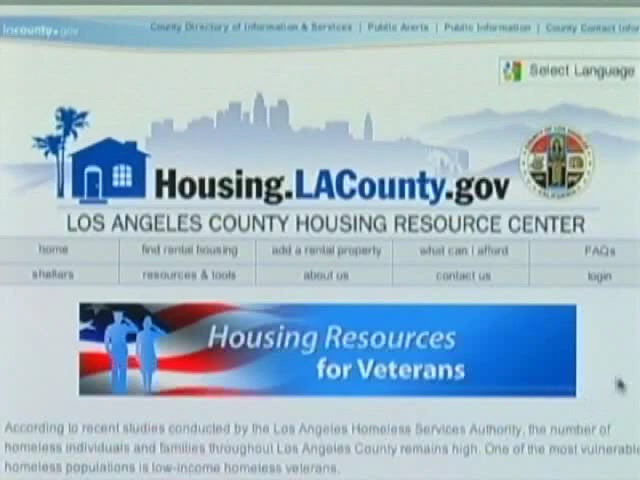 lacounty.gov
County Directory of Information & Services | Public Alerts | Public Information | County Contact Infor
Select Language
Housing.LACounty.gov
LOS ANGELES COUNTY HOUSING RESOURCE CENTER
home find rental housing add a rental property what can I afford FAQs
shelters resources & tools about us contact us login
Housing Resources
for Veterans
According to recent studies conducted by the Los Angeles Homeless Services Authority, the number of
homeless individuals and families throughout Los Angeles County remains high. One of the most vulnerable
homeless populations is low-income homeless veterans.